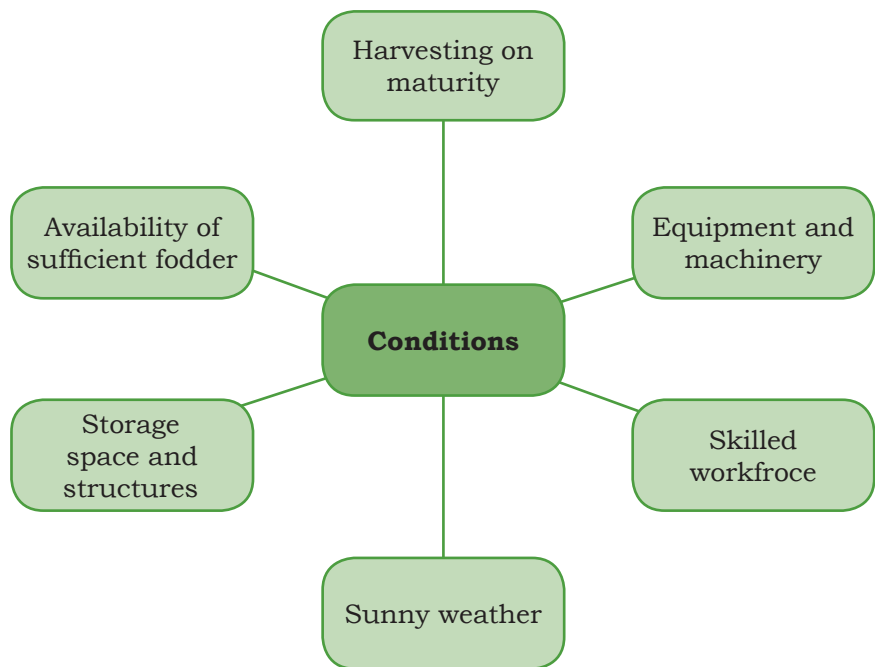 Harvesting on
maturity
Availability of
sufficient fodder
Equipment and
machinery
Conditions
Storage
space and
structures
Skilled
workfroce
Sunny weather